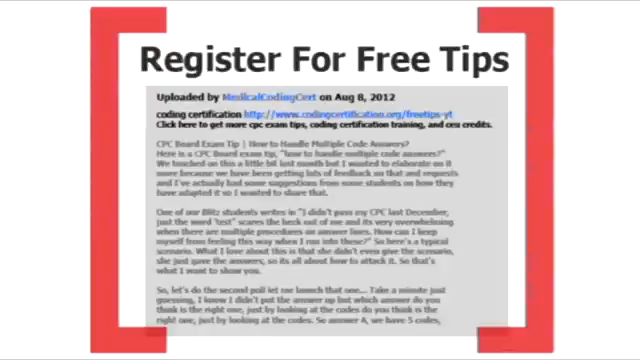 Register For Free Tips
Uploaded by MedicalCodingCert on Aug 8, 2012
coding certification http://www.codingcertification.org/freetips-yt
Click here to get more cpc exam tips, coding certification training, and ceu credits.
CPC Board Exam Tip | How to Handle Multiple Code Answers?
Here is a CPC Board exam tip, "how to handle multiple code answers?"
We touched on this a little bit last month but I wanted to elaborate on it
more because we have been getting lots of feedback on that and requests
and I've actually had some suggestions from some students on how they
have adapted it so I wanted to share that.
One of our Blitz students writes in "I didn't pass my CPC last December,
just the word 'test' scares the heck out of me and its very overwhelming
when there are multiple procedures on answer lines. How can I keep
myself from feeling this way when I run into these?" So here's a typical
scenario. What I love about this is that she didn't even give the scenario,
she just gave the answers, so its all about how to attack it. So that's
what I want to show you.
So, let's do the second poll let me launch that one... Take a minute just
guessing, I know I didn't put the answer up but which answer do you
think is the right one, just by looking at the codes do you think is the
right one, just by looking at the codes. So answer A, we have 5 codes,